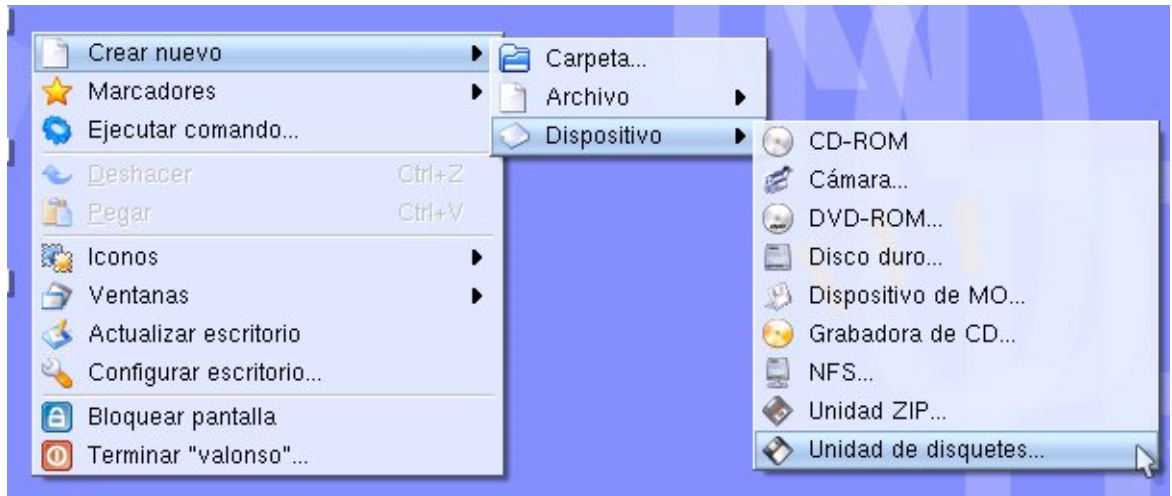 Crear nuevo
Marcadores
Ejecutar comando...
Deshacer Ctrl+Z
Pegar Ctrl+V
Iconos
Ventanas
Actualizar escritorio
Configurar escritorio...
Bloquear pantalla
Terminar "valonso"...
Carpeta...
Archivo
Dispositivo
CD-ROM
Cámara...
DVD-ROM...
Disco duro...
Dispositivo de MO...
Grabadora de CD...
NFS...
Unidad ZIP...
Unidad de disquetes...